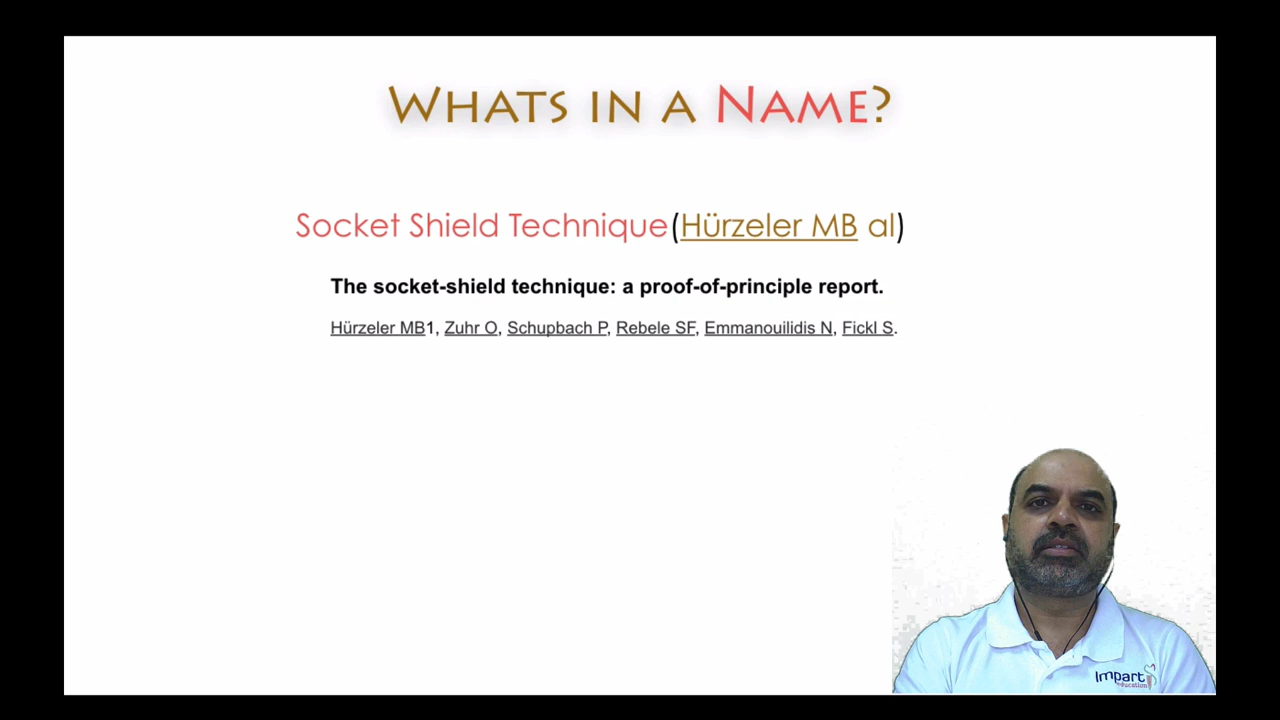 WHATS IN A NAME?
Socket Shield Technique(Hürzeler MB al)
The socket-shield technique: a proof-of-principle report.
Hürzeler MB1, Zuhr O, Schupbach P, Rebele SF, Emmanouilidis N, Fickl S.
Impart
education